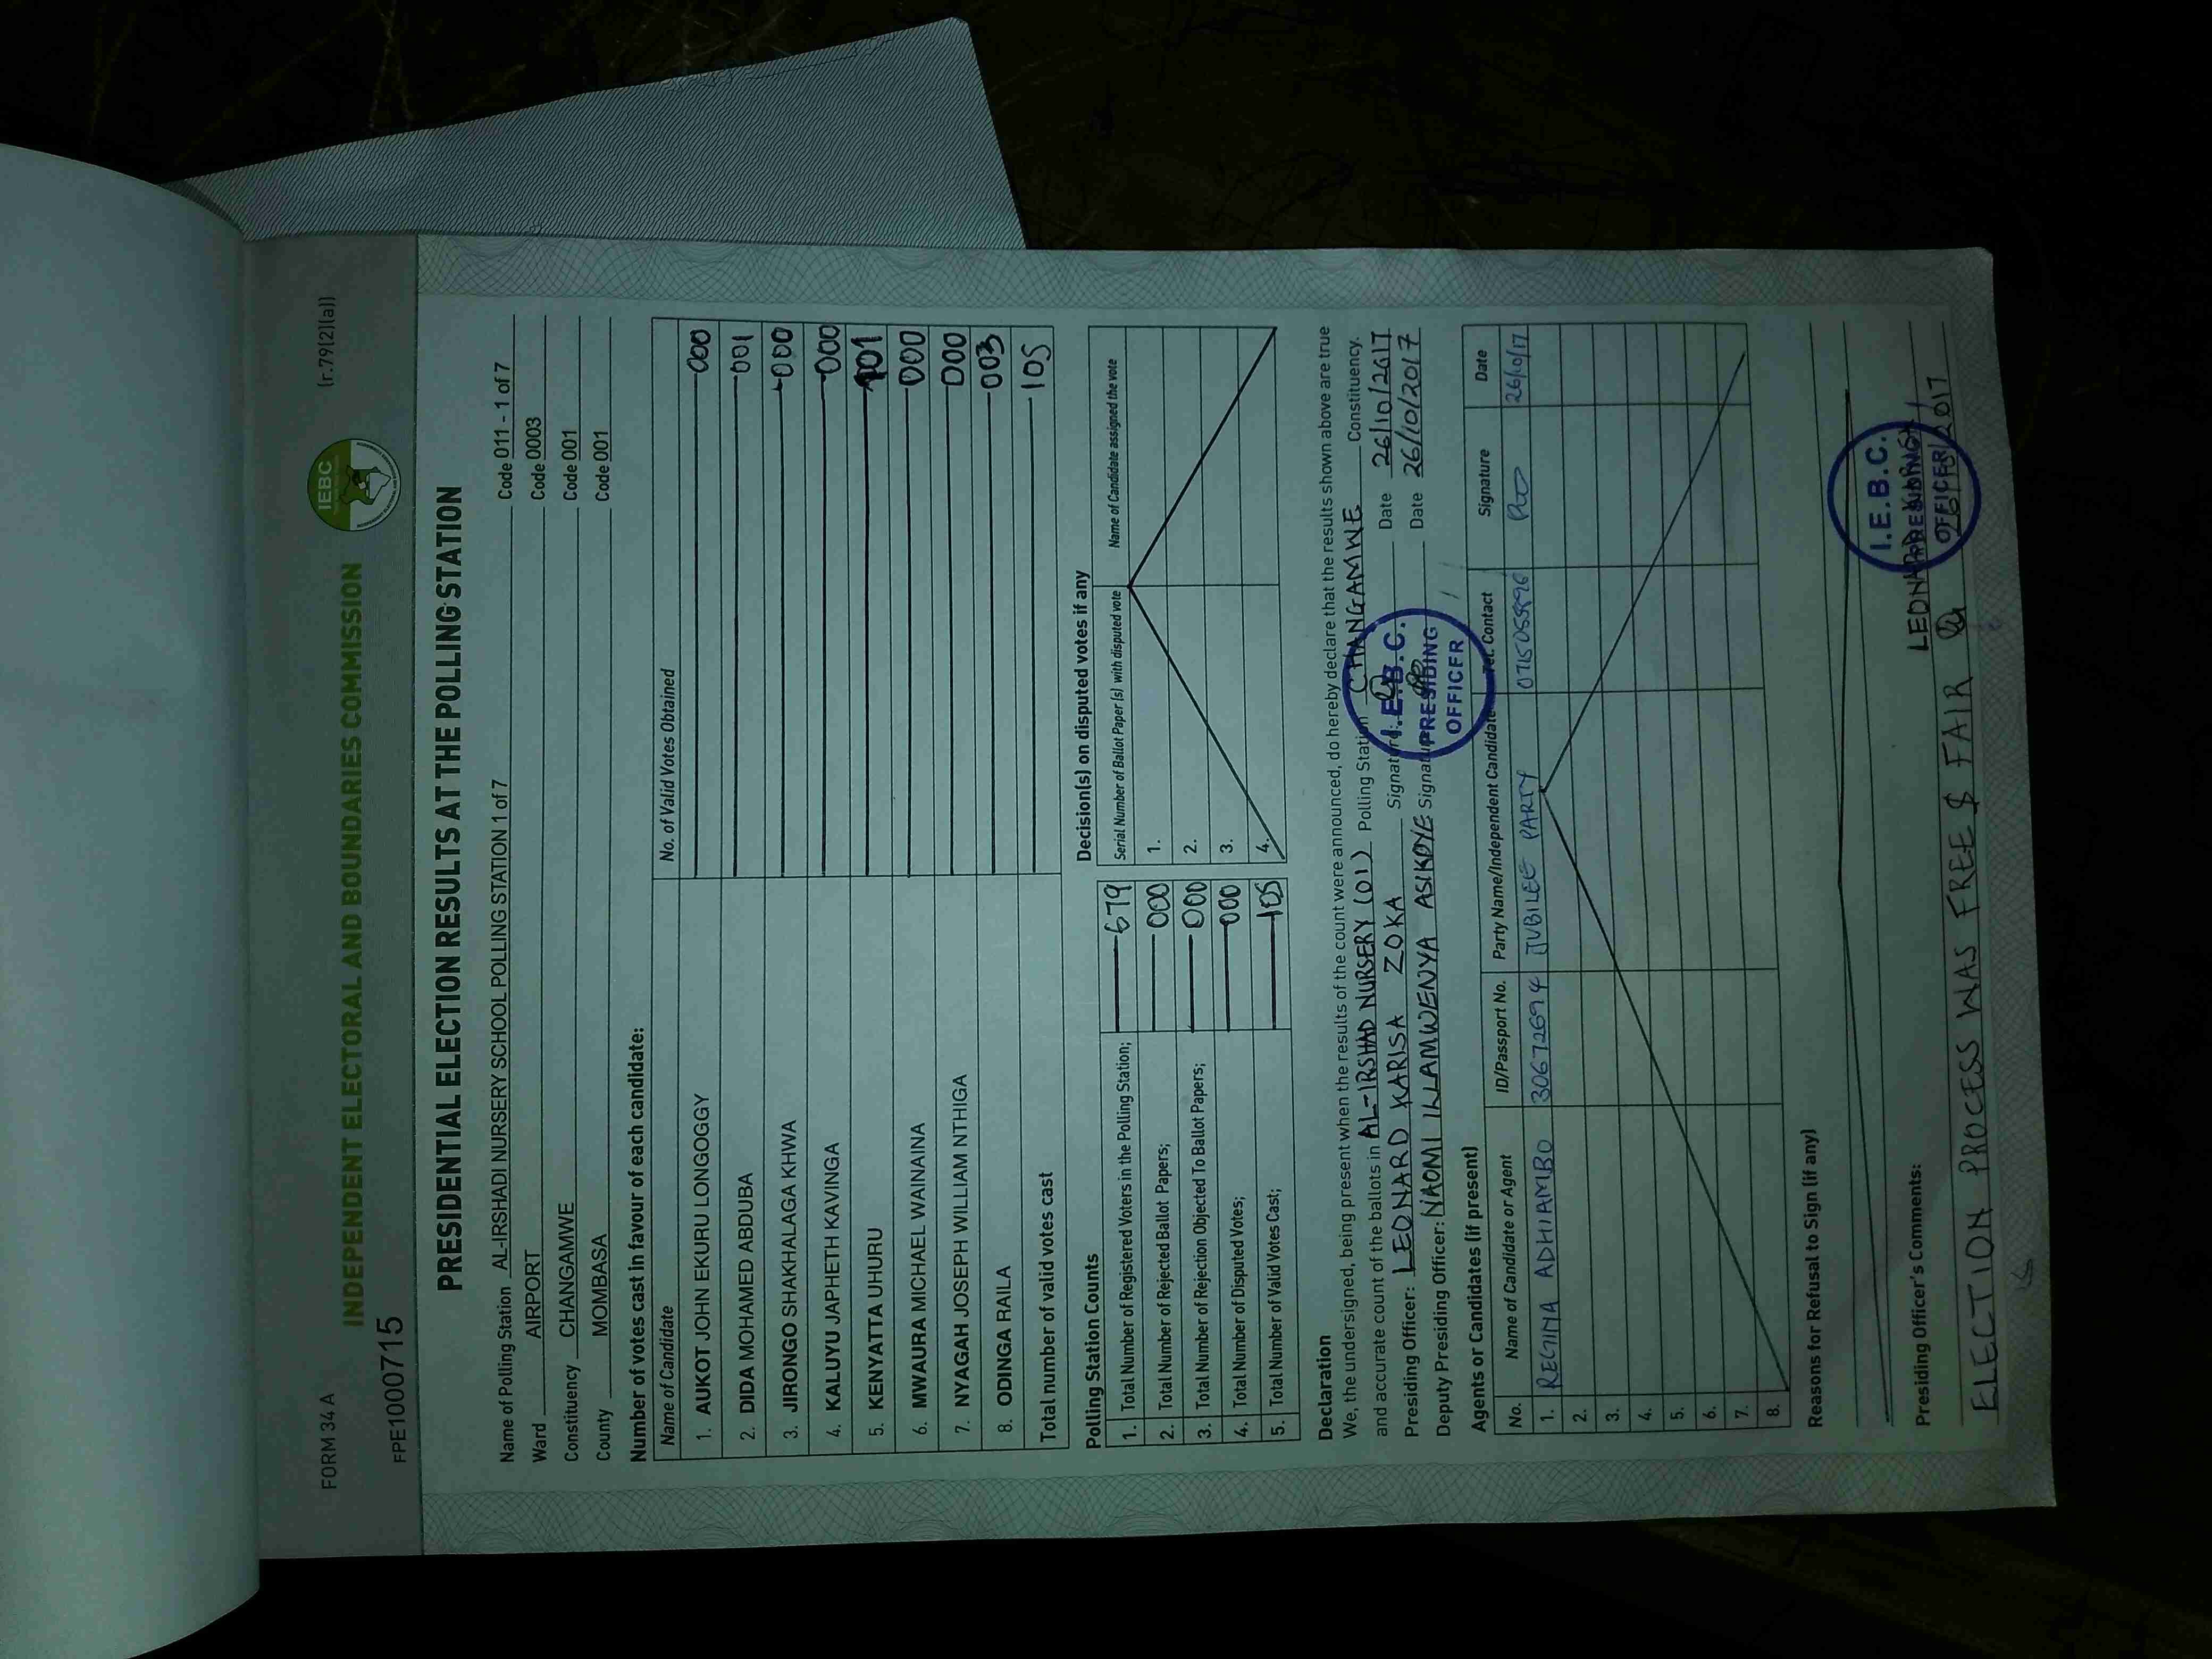 FORM 34 A
(r.79(2)(a))
INDEPENDENT ELECTORAL AND BOUNDARIES COMMISSION
IEBC
FPE1000715
PRESIDENTIAL ELECTION RESULTS AT THE POLLING STATION
Name of Polling Station AL-IRSHADI NURSERY SCHOOL POLLING STATION 1 of 7 Code 011 - 1 of 7
Ward AIRPORT Code 0003
Constituency CHANGAMWE Code 001
County MOMBASA Code 001
Number of votes cast in favour of each candidate:
Name of Candidate No. of Valid Votes Obtained
1. AUKOT JOHN EKURU LONGOGGY 000
2. DIDA MOHAMED ABDUBA 001
3. JIRONGO SHAKHALAGA KHWA 000
4. KALUYU JAPHETH KAVINGA 000
5. KENYATTA UHURU 101
6. MWAURA MICHAEL WAINAINA 000
7. NYAGAH JOSEPH WILLIAM NTHIGA 000
8. ODINGA RAILA 003
Total number of valid votes cast 105
Polling Station Counts
1. Total Number of Registered Voters in the Polling Station; 679
2. Total Number of Rejected Ballot Papers; 000
3. Total Number of Rejection Objected To Ballot Papers; 000
4. Total Number of Disputed Votes; 000
5. Total Number of Valid Votes Cast; 105
Decision(s) on disputed votes if any
Serial Number of Ballot Paper (s) with disputed vote Name of Candidate assigned the vote
1.
2.
3.
4.
Declaration
We, the undersigned, being present when the results of the count were announced, do hereby declare that the results shown above are true
and accurate count of the ballots in AL-IRSHAD NURSERY (01) Polling Station CHANGAMWE Constituency.
Presiding Officer: LEONARD KARISA ZOKA Signature: Date 26/10/2017
Deputy Presiding Officer: NAOMI Signature Date 26/10/2017
I.E.B.C.
PRESIDING
OFFICER
Agents or Candidates (if present)
No. Name of Candidate or Agent ID/Passport No. Party Name/Independent Candidate Tel. Contact Signature Date
1. REGINA ADHIAMBO 30672694 JUBILEE PARTY 26/10/17
2.
3.
4.
5.
6.
7.
8.
Reasons for Refusal to Sign (if any)
Presiding Officer's Comments:
I.E.B.C.
PRESIDING
OFFICER
LEONARD
ELECTION PROCESS WAS FREE $ FAIR